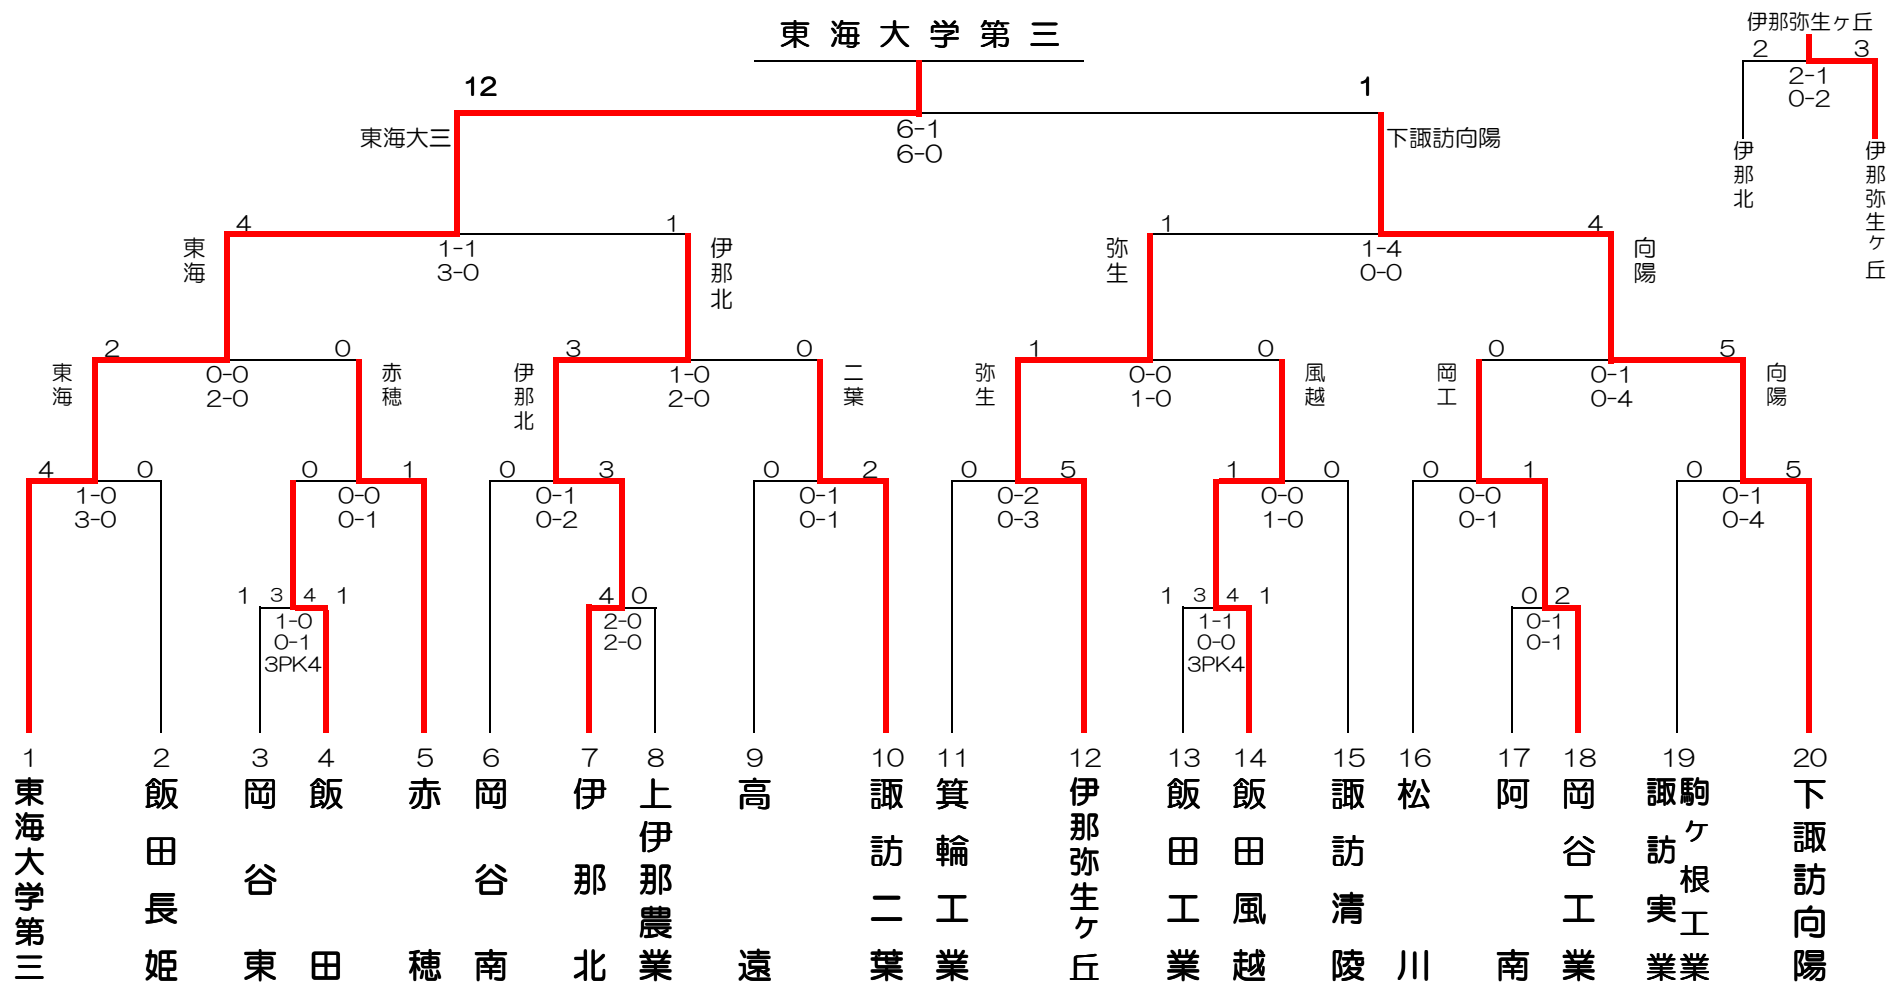 東海大学第三
伊那弥生ヶ丘
2 3
2-1
0-2
伊那北
伊那弥生ヶ丘
12 1
東海大三
6-1
6-0
下諏訪向陽
4 1
東海
1-1
3-0
伊那北
1 4
弥生
1-4
0-0
向陽
2 0
東海
0-0
2-0
赤穂
3 0
伊那北
1-0
2-0
二葉
1 0
弥生
0-0
1-0
風越
0 5
岡工
0-1
0-4
向陽
4 0
1-0
3-0
0 1
0-0
0-1
0 3
0-1
0-2
0 2
0-1
0-1
0 5
0-2
0-3
1 0
0-0
1-0
0 1
0-0
0-1
0 5
0-1
0-4
1 3 4 1
1-0
0-1
3PK4
4 0
2-0
2-0
1 3 4 1
1-1
0-0
3PK4
0 2
0-1
0-1
1 2 3 4 5 6 7 8 9 10 11 12 13 14 15 16 17 18 19 20
東海大学第三
飯田長姫
岡谷東
飯田
赤穂
岡谷南
伊那北
上伊那農業
高遠
諏訪二葉
箕輪工業
伊那弥生ヶ丘
飯田工業
飯田風越
諏訪清陵
松川
阿南
岡谷工業
駒ヶ根工業
諏訪実業
下諏訪向陽